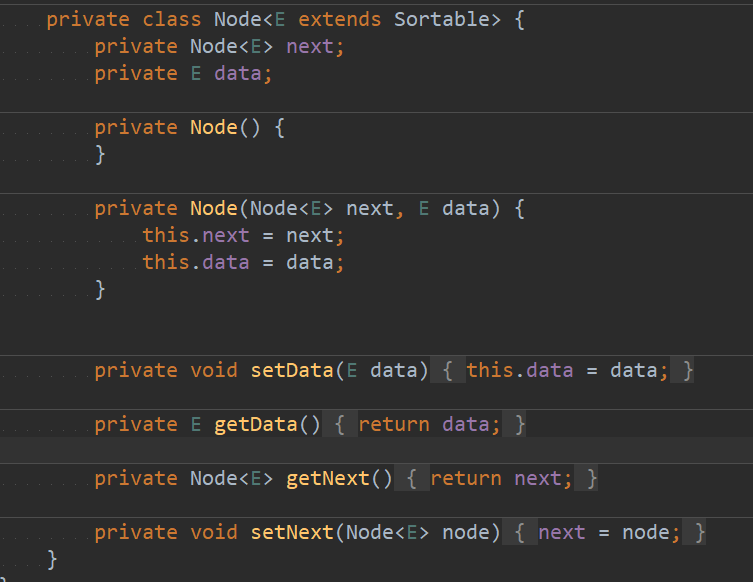 private class Node<E extends Sortable> {
    private Node<E> next;
    private E data;

    private Node() {
    }

    private Node(Node<E> next, E data) {
        this.next = next;
        this.data = data;
    }

    private void setData(E data) { this.data = data; }

    private E getData() { return data; }

    private Node<E> getNext() { return next; }

    private void setNext(Node<E> node) { next = node; }
}
}